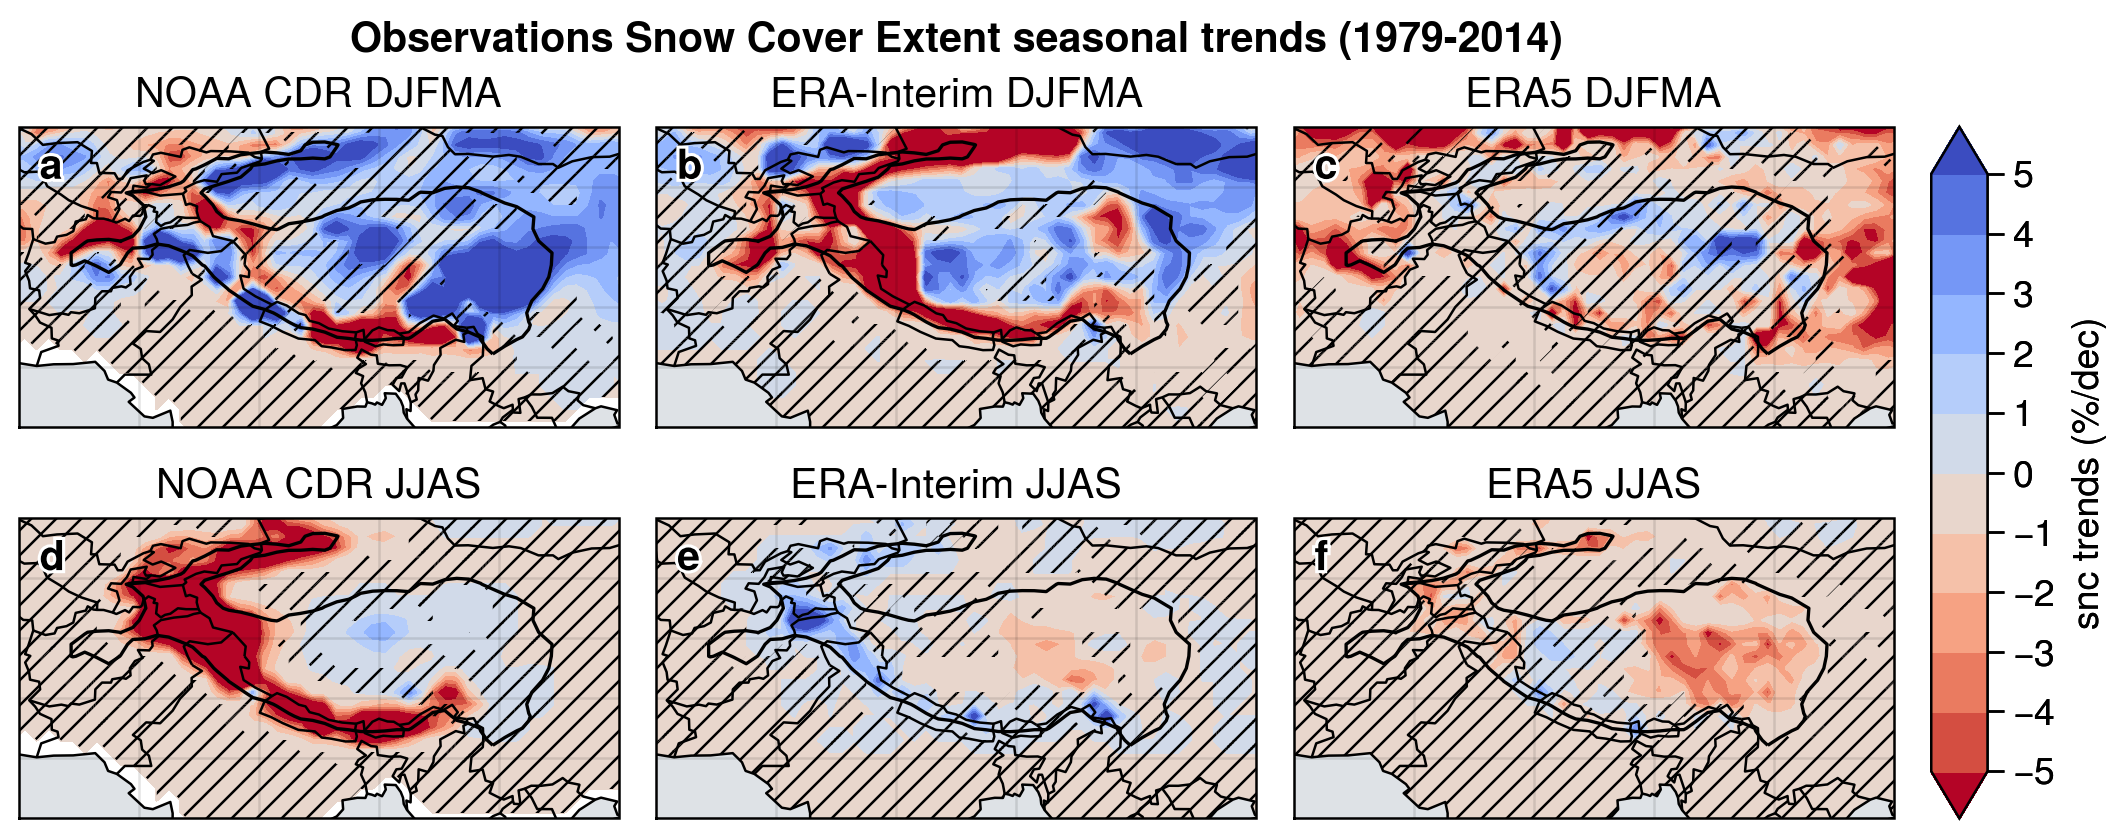 Observations Snow Cover Extent seasonal trends (1979-2014)
NOAA CDR DJFMA
ERA-Interim DJFMA
ERA5 DJFMA
a
b
c
NOAA CDR JJAS
ERA-Interim JJAS
ERA5 JJAS
d
e
f
5
4
3
2
1
0
−1
−2
−3
−4
−5
snc trends (%/dec)